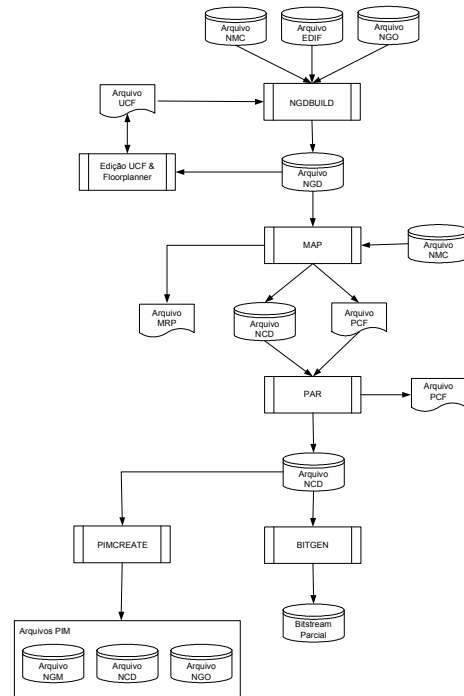 Arquivo
NMC
Arquivo
EDIF
Arquivo
NGO
Arquivo
UCF
NGDBUILD
Edição UCF &
Floorplanner
Arquivo
NGD
MAP
Arquivo
NMC
Arquivo
MRP
Arquivo
NCD
Arquivo
PCF
PAR
Arquivo
PCF
Arquivo
NCD
PIMCREATE
BITGEN
Bitstream
Parcial
Arquivos PIM
Arquivo
NGM
Arquivo
NCD
Arquivo
NGO